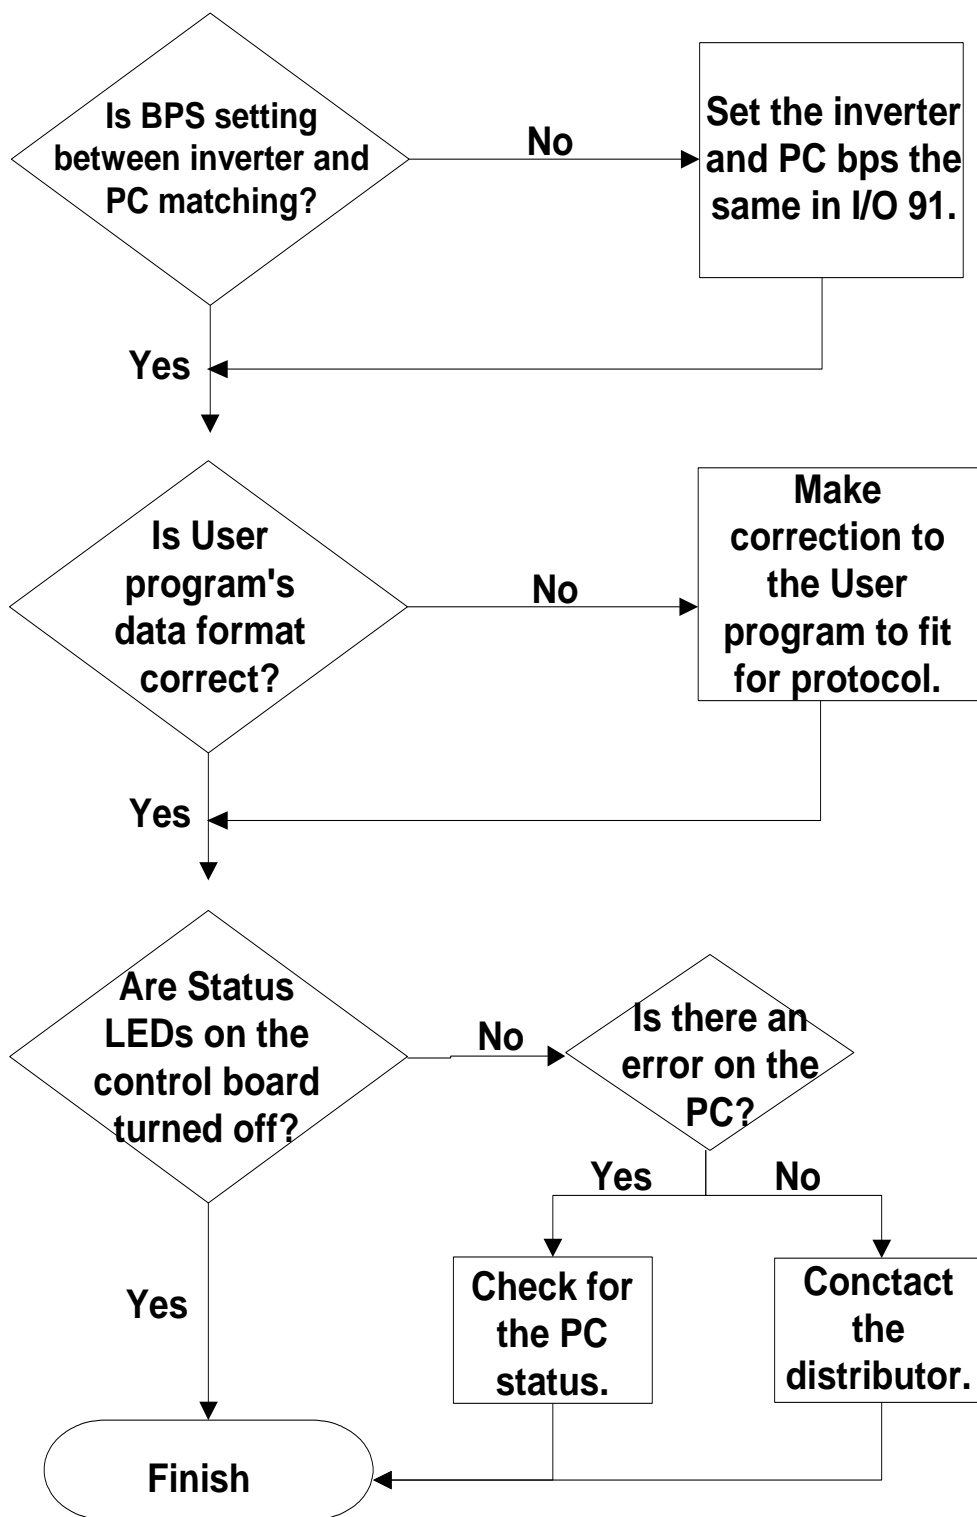 Is BPS setting
between inverter and
PC matching?
No
Set the inverter
and PC bps the
same in I/O 91.
Yes
Is User
program's
data format
correct?
No
Make
correction to
the User
program to fit
for protocol.
Yes
Are Status
LEDs on the
control board
turned off?
No
Is there an
error on the
PC?
Yes
No
Yes
Check for
the PC
status.
Conctact
the
distributor.
Finish